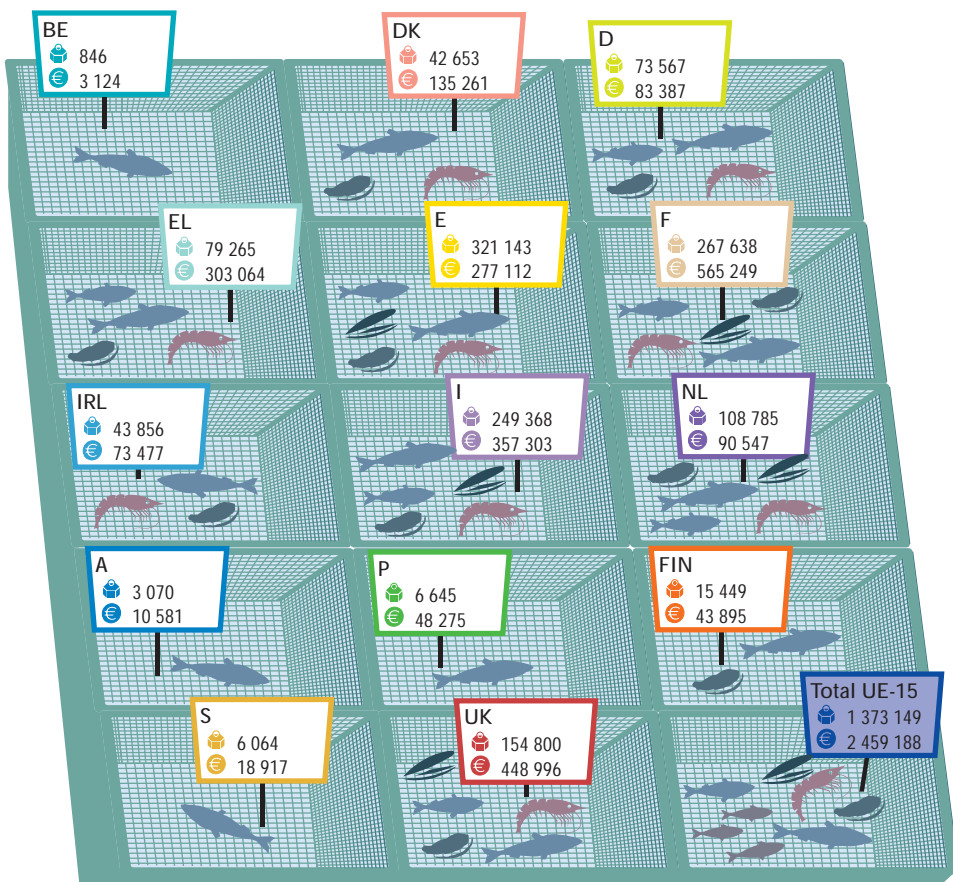 BE
846
€ 3 124
DK
42 653
€ 135 261
D
73 567
€ 83 387
EL
79 265
€ 303 064
E
321 143
€ 277 112
F
267 638
€ 565 249
IRL
43 856
€ 73 477
I
249 368
€ 357 303
NL
108 785
€ 90 547
A
3 070
€ 10 581
P
6 645
€ 48 275
FIN
15 449
€ 43 895
S
6 064
€ 18 917
UK
154 800
€ 448 996
Total UE-15
1 373 149
€ 2 459 188